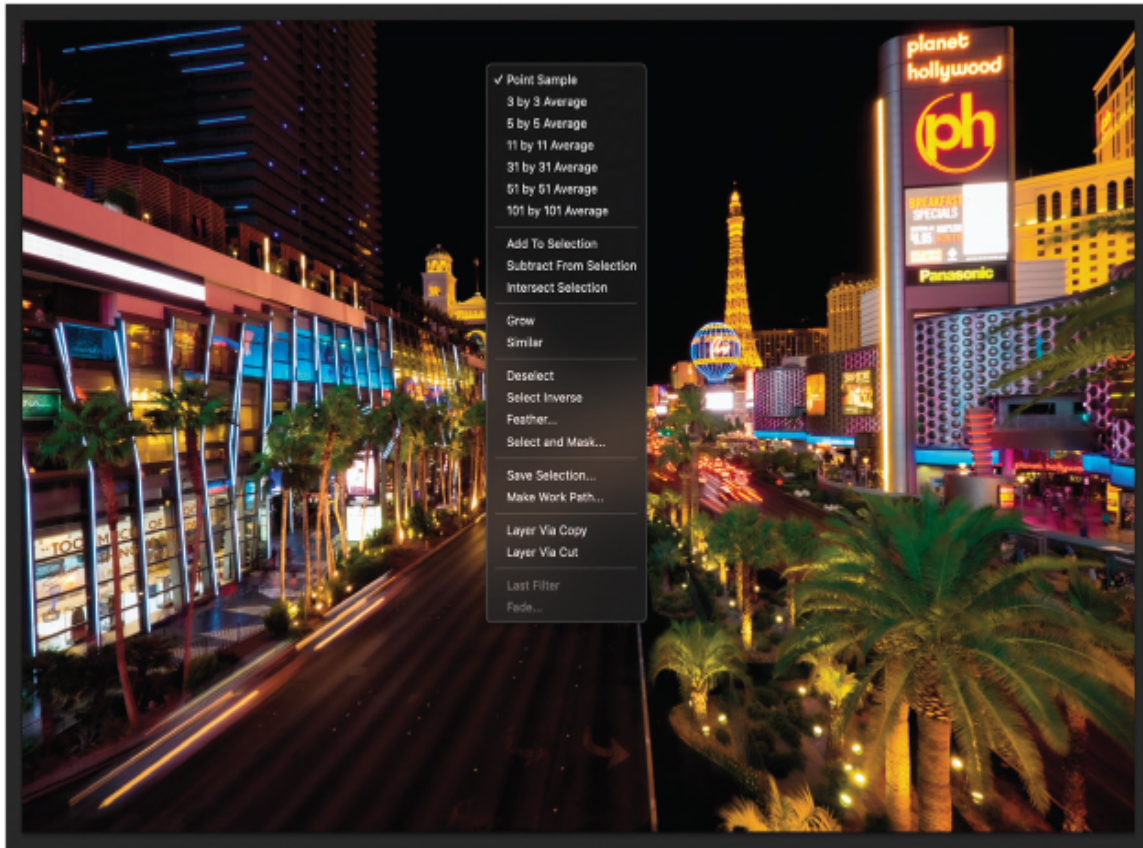 ✓ Point Sample
3 by 3 Average
5 by 5 Average
11 by 11 Average
31 by 31 Average
51 by 51 Average
101 by 101 Average
Add To Selection
Subtract From Selection
Intersect Selection
Grow
Similar
Deselect
Select Inverse
Feather...
Select and Mask...
Save Selection...
Make Work Path...
Layer Via Copy
Layer Via Cut
Last Filter
Fade...
planet
hollywood
ph
BREAKFAST
SPECIALS
Panasonic